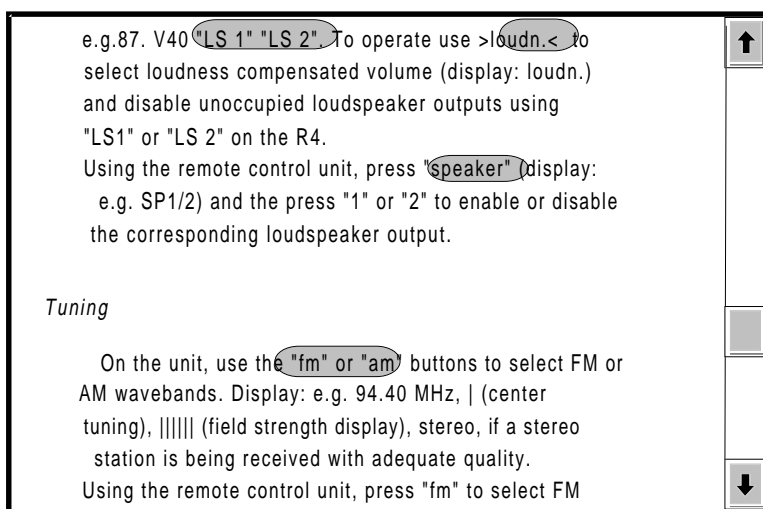 e.g.87. V40 "LS 1" "LS 2". To operate use >loudn.< to
select loudness compensated volume (display: loudn.)
and disable unoccupied loudspeaker outputs using
"LS1" or "LS 2" on the R4.
Using the remote control unit, press "speaker" (display:
e.g. SP1/2) and the press "1" or "2" to enable or disable
the corresponding loudspeaker output.
Tuning
On the unit, use the "fm" or "am" buttons to select FM or
AM wavebands. Display: e.g. 94.40 MHz, | (center
tuning), |||||| (field strength display), stereo, if a stereo
station is being received with adequate quality.
Using the remote control unit, press "fm" to select FM